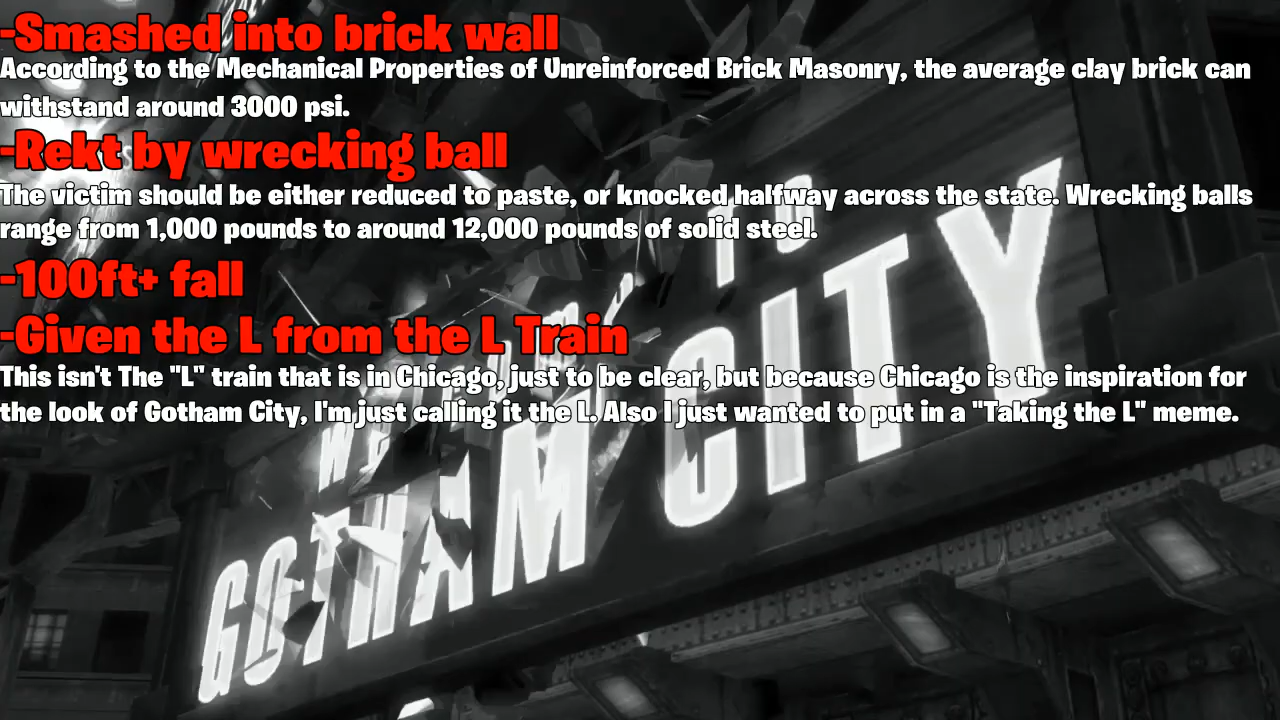 -Smashed into brick wall
According to the Mechanical Properties of Unreinforced Brick Masonry, the average clay brick can
withstand around 3000 psi.
-Rekt by wrecking ball
The victim should be either reduced to paste, or knocked halfway across the state. Wrecking balls
range from 1,000 pounds to around 12,000 pounds of solid steel.
-100ft+ fall
-Given the L from the L Train
This isn't The "L" train that is in Chicago, just to be clear, but because Chicago is the inspiration for
the look of Gotham City, I'm just calling it the L. Also I just wanted to put in a "Taking the L" meme.
TO
GOTHAM CITY